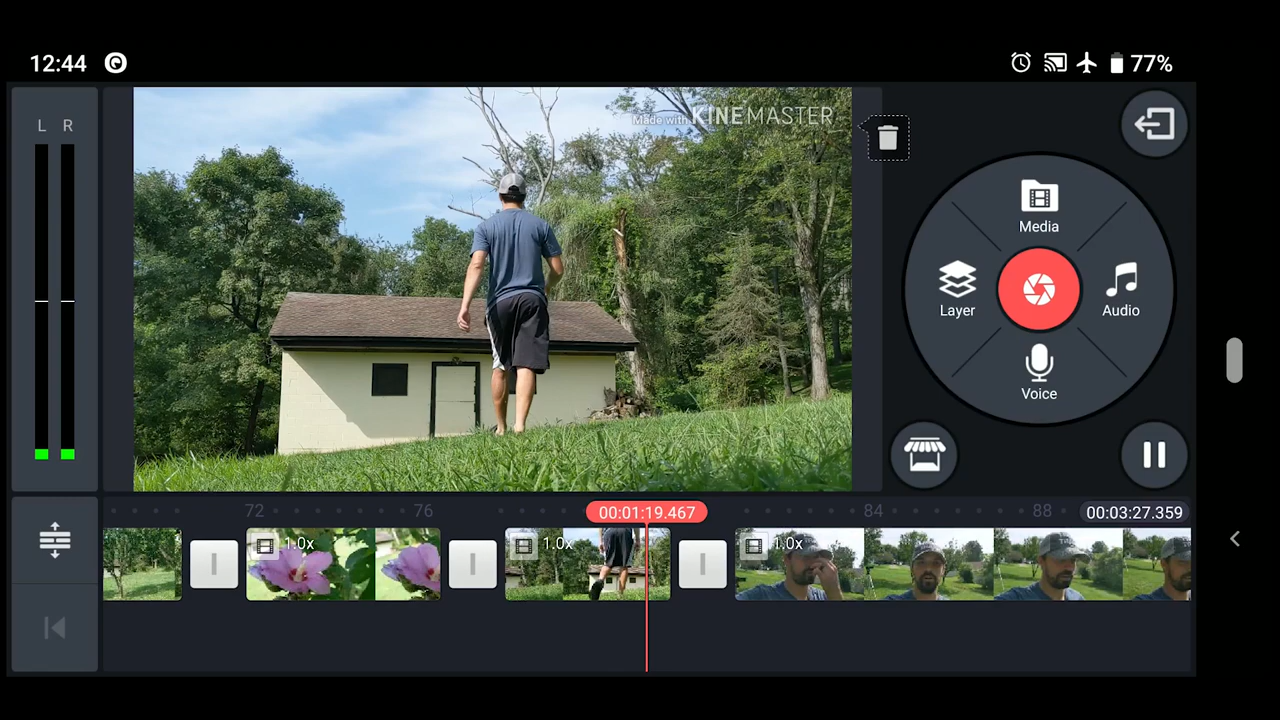 12:44
77%
L R
Made with KINEMASTER
Media
Layer
Audio
Voice
72
76
00:01:19.467
84
88
00:03:27.359
1.0x
1.0x
1.0x